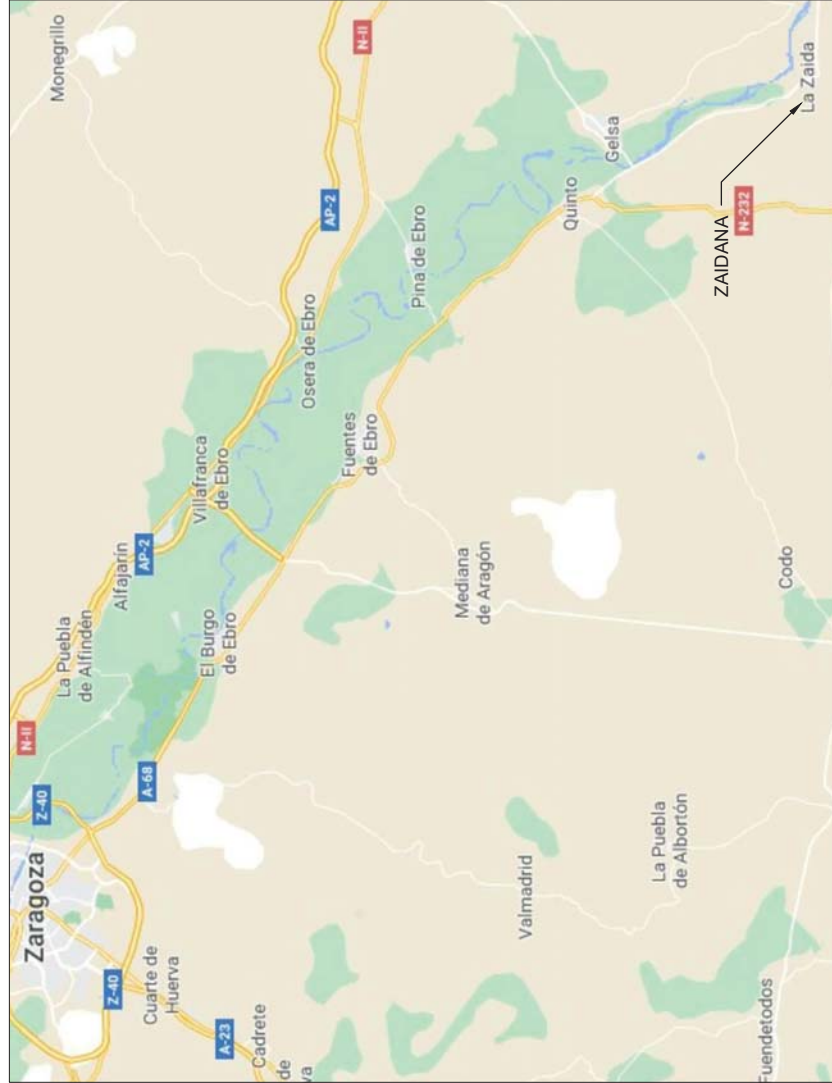 Zaragoza
Z-40
N-II
La Puebla
de Alfindén
Alfajarín
AP-2
Monegrillo
Z-40
Cuarte de
Huerva
A-68
El Burgo
de Ebro
Villafranca
de Ebro
Osera de Ebro
AP-2
N-II
A-23
Cadrete
de
va
Fuentes
de Ebro
Pina de Ebro
Mediana
de Aragón
Valmadrid
Quinto
Gelsa
La Puebla
de Albortón
ZAIDANA
N-232
Fuendetodos
Codo
La Zaida